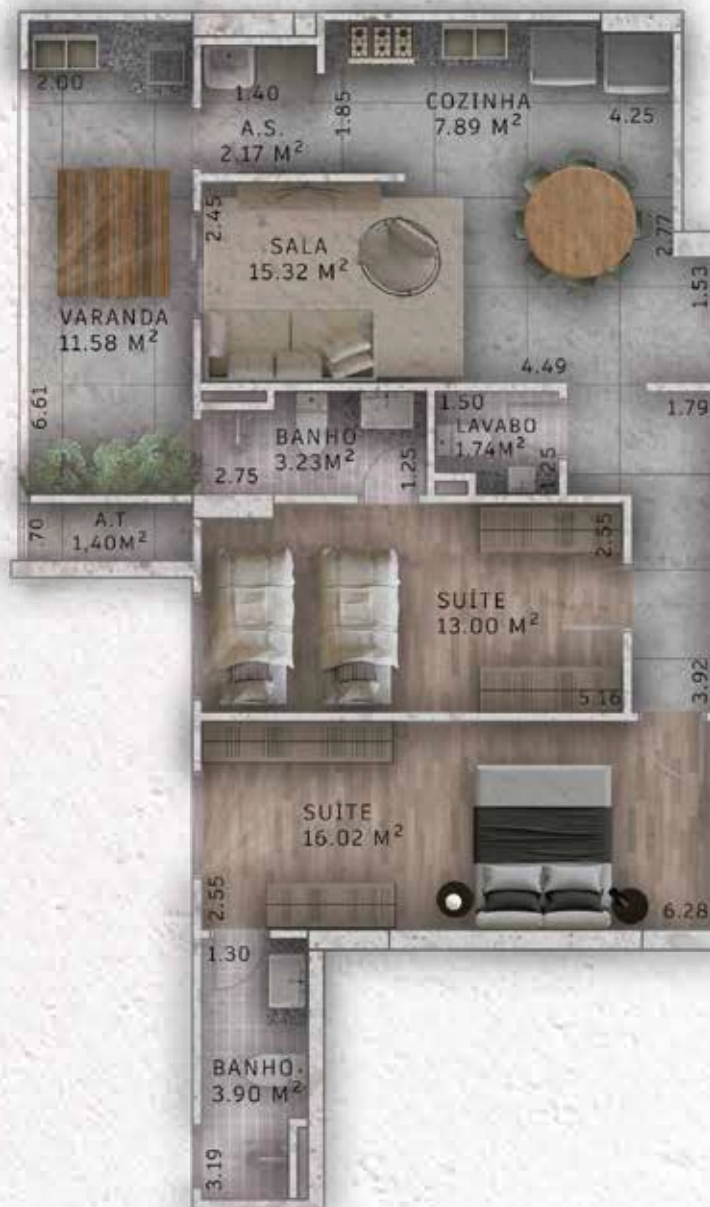 2.00
1.40
A.S.
2.17 M²
1.85
COZINHA
7.89 M²
4.25
2.45
SALA
15.32 M²
2.77
1.53
VARANDA
11.58 M²
6.61
4.49
1.79
BANHO
3.23M²
2.75
1.25
1.50
LAVABO
1.74M²
1.25
.70
A.T
1,40M²
2.55
SUÍTE
13.00 M²
5.16
3.92
SUÍTE
16.02 M²
2.55
6.28
1.30
BANHO
3.90 M²
3.19